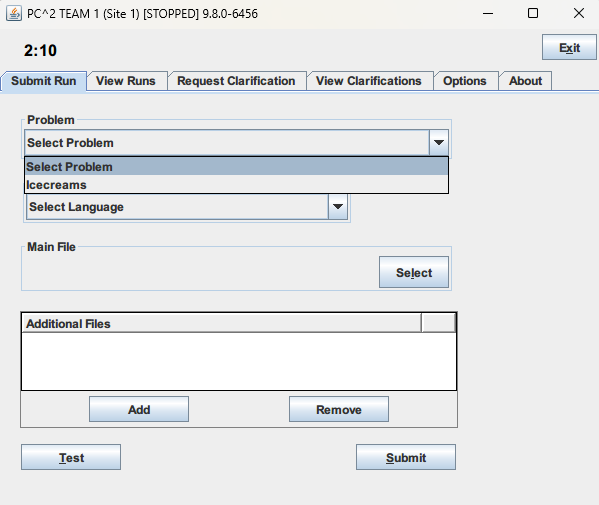 PC^2 TEAM 1 (Site 1) [STOPPED] 9.8.0-6456
2:10
Exit
Submit Run View Runs Request Clarification View Clarifications Options About
Problem
Select Problem
Select Problem
Icecreams
Select Language
Main File
Select
Additional Files
Add Remove
Test Submit